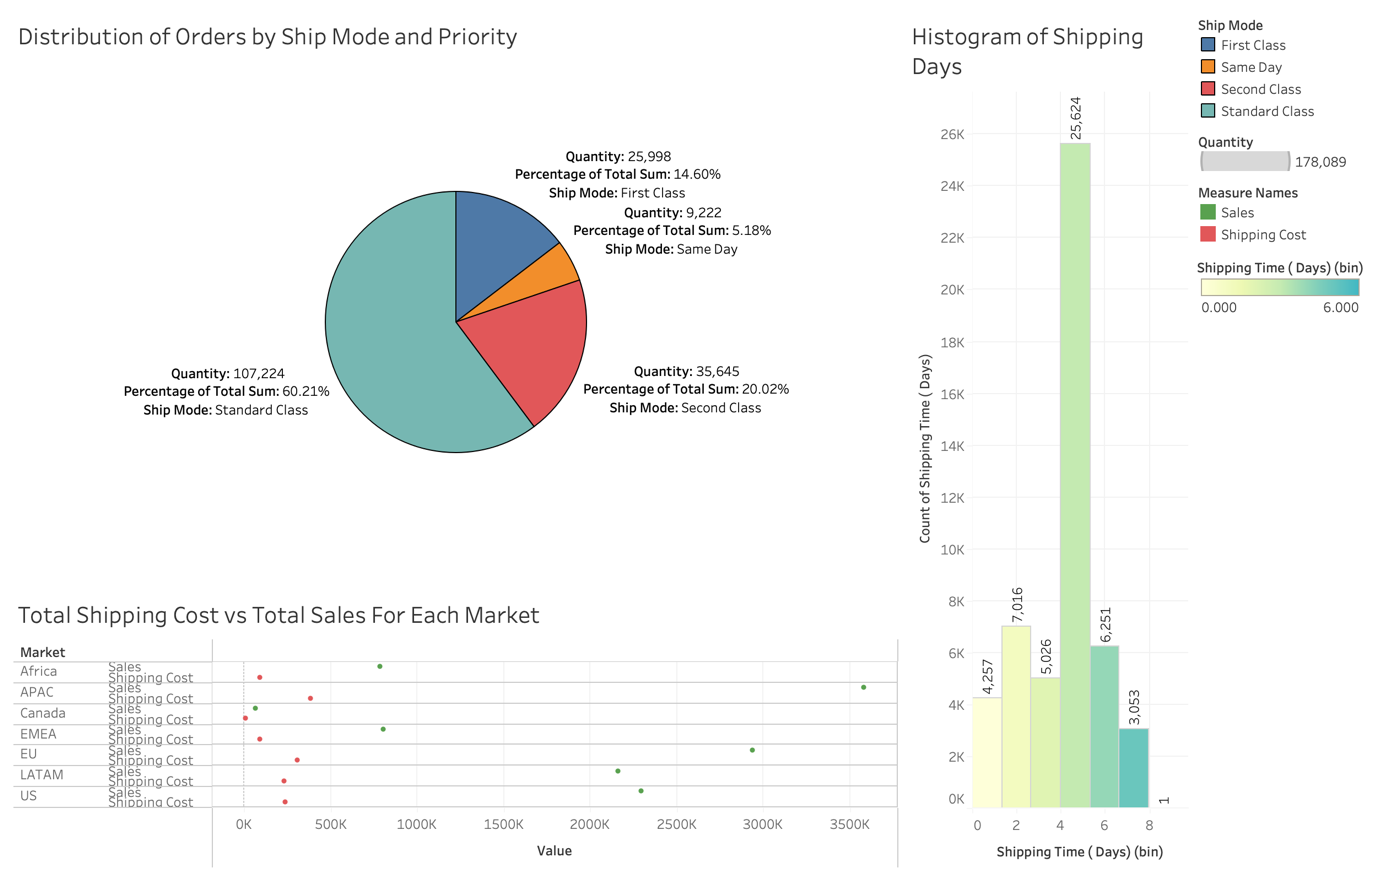 Distribution of Orders by Ship Mode and Priority
Quantity: 25,998
Percentage of Total Sum: 14.60%
Ship Mode: First Class
Quantity: 9,222
Percentage of Total Sum: 5.18%
Ship Mode: Same Day
Quantity: 35,645
Percentage of Total Sum: 20.02%
Ship Mode: Second Class
Quantity: 107,224
Percentage of Total Sum: 60.21%
Ship Mode: Standard Class
Total Shipping Cost vs Total Sales For Each Market
Market
Africa
Sales
Shipping Cost
APAC
Sales
Shipping Cost
Canada
Sales
Shipping Cost
EMEA
Sales
Shipping Cost
EU
Sales
Shipping Cost
LATAM
Sales
Shipping Cost
US
Sales
Shipping Cost
0K 500K 1000K 1500K 2000K 2500K 3000K 3500K
Value
Histogram of Shipping
Days
Count of Shipping Time ( Days)
26K
24K
22K
20K
18K
16K
14K
12K
10K
8K
6K
4K
2K
0K
4,257
7,016
5,026
25,624
6,251
3,053
1
0 2 4 6 8
Shipping Time ( Days) (bin)
Ship Mode
First Class
Same Day
Second Class
Standard Class
Quantity
178,089
Measure Names
Sales
Shipping Cost
Shipping Time ( Days) (bin)
0.000 6.000